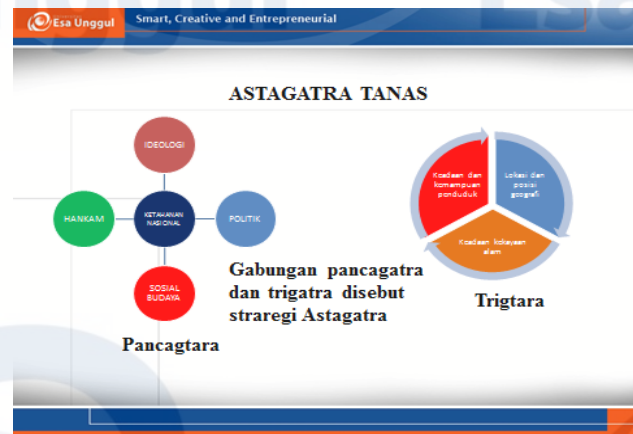 Esa Unggul
Smart, Creative and Entrepreneurial
ASTAGATRA TANAS
IDEOLOGI
HANKAM
KETAHANAN
NASIONAL
POLITIK
SOSIAL
BUDAYA
Pancagtara
Gabungan pancagatra
dan trigatra disebut
straregi Astagatra
Keadaan dan
kemampuan
penduduk
Lokasi dan
posisi
geografi
Keadaan kekayaan
alam
Trigtara